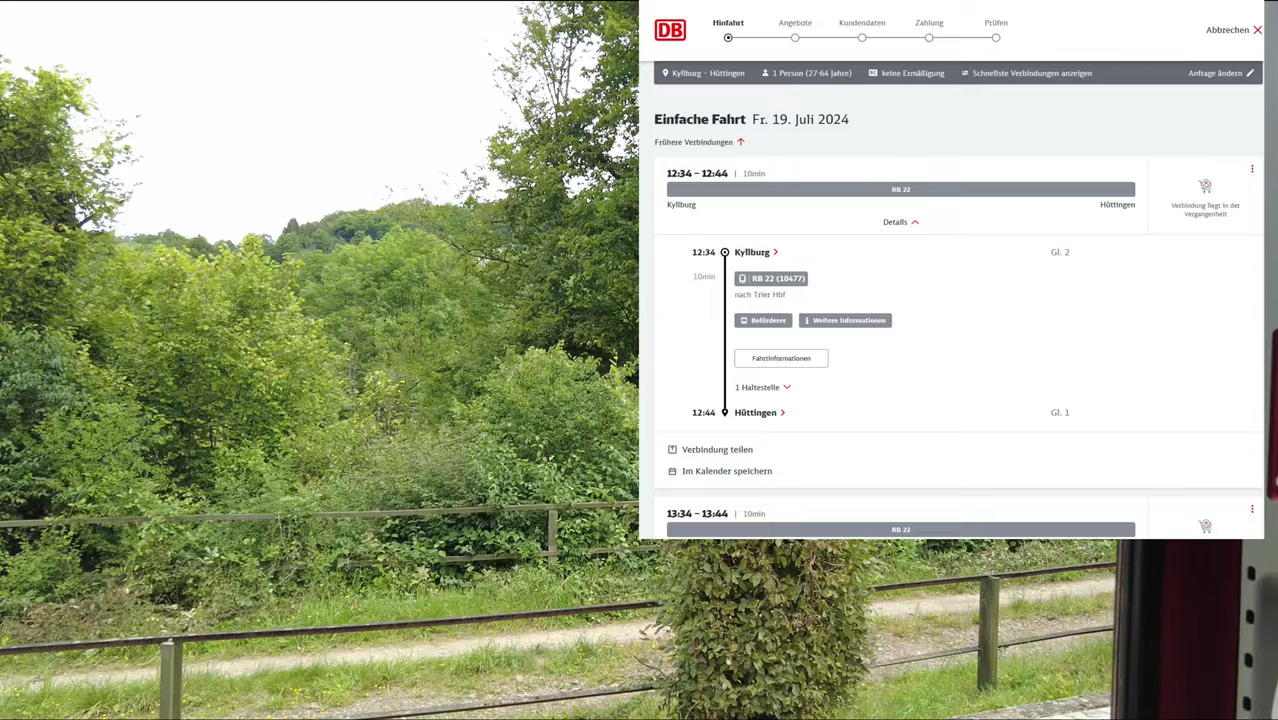 DB
Hinfahrt
Angebote
Kundendaten
Zahlung
Prüfen
Abbrechen
Kyllburg – Hüttingen
1 Person (27-64 Jahre)
keine Ermäßigung
Schnellste Verbindungen anzeigen
Anfrage ändern
Einfache Fahrt Fr. 19. Juli 2024
Frühere Verbindungen
12:34 – 12:44 | 10min
RB 22
Kyllburg
Hüttingen
Verbindung liegt in der
Vergangenheit
Details
12:34 Kyllburg Gl. 2
10min
RB 22 (10477)
nach Trier Hbf
Beförderer
Weitere Informationen
Fahrtinformationen
1 Haltestelle
12:44 Hüttingen Gl. 1
Verbindung teilen
Im Kalender speichern
13:34 – 13:44 | 10min
RB 22